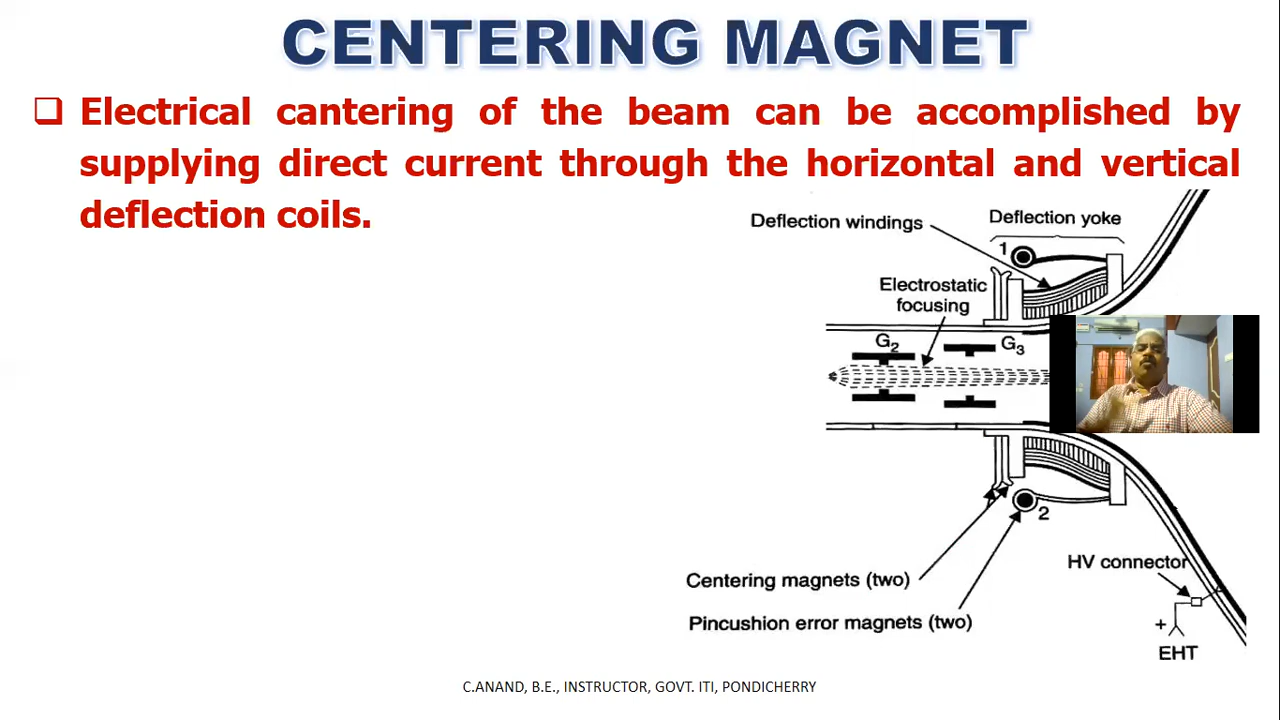 CENTERING MAGNET
❑ Electrical cantering of the beam can be accomplished by
supplying direct current through the horizontal and vertical
deflection coils.
Deflection windings
Deflection yoke
1
Electrostatic
focusing
G2
G3
2
Centering magnets (two)
HV connector
Pincushion error magnets (two)
+
EHT
C.ANAND, B.E., INSTRUCTOR, GOVT. ITI, PONDICHERRY